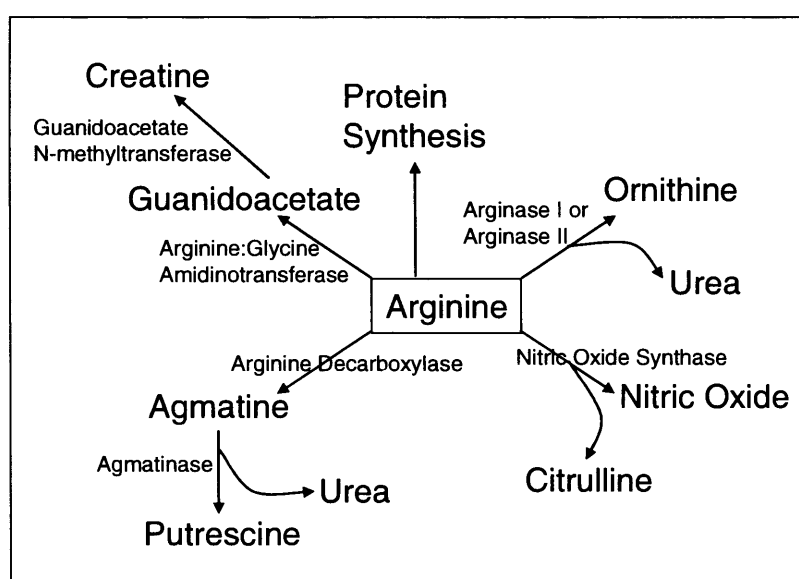 Creatine
Protein
Synthesis
Guanidoacetate
N-methyltransferase
Guanidoacetate
Ornithine
Arginase I or
Arginase II
Arginine:Glycine
Amidinotransferase
Urea
Arginine
Arginine Decarboxylase
Nitric Oxide Synthase
Agmatine
Nitric Oxide
Agmatinase
Urea
Citrulline
Putrescine